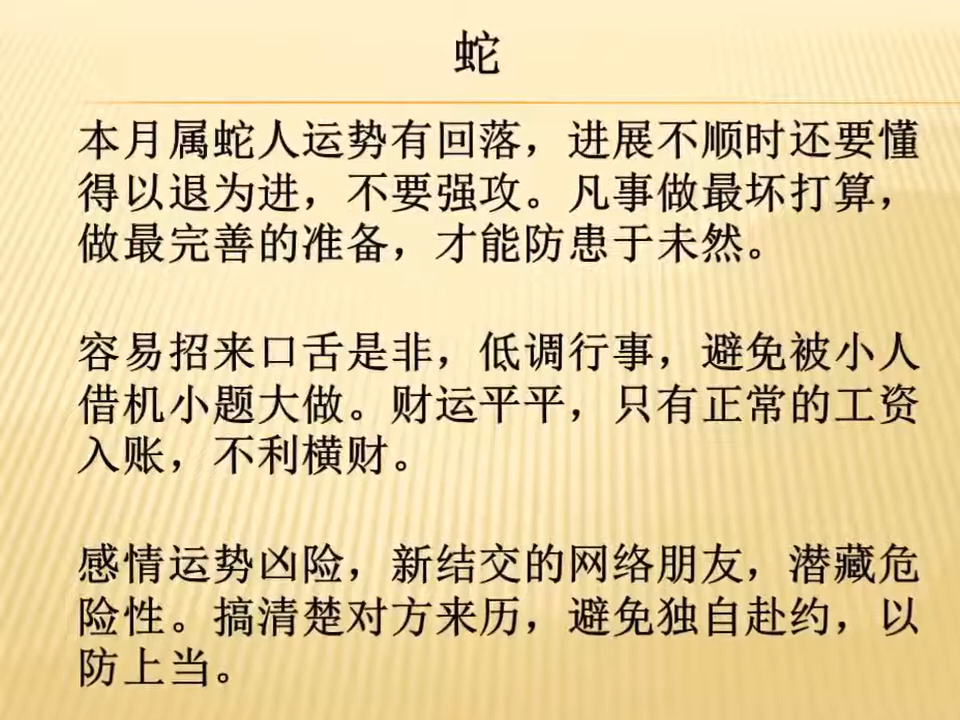 蛇
本月属蛇人运势有回落，进展不顺时还要懂
得以退为进，不要强攻。凡事做最坏打算，
做最完善的准备，才能防患于未然。
容易招来口舌是非，低调行事，避免被小人
借机小题大做。财运平平，只有正常的工资
入账，不利横财。
感情运势凶险，新结交的网络朋友，潜藏危
险性。搞清楚对方来历，避免独自赴约，以
防上当。